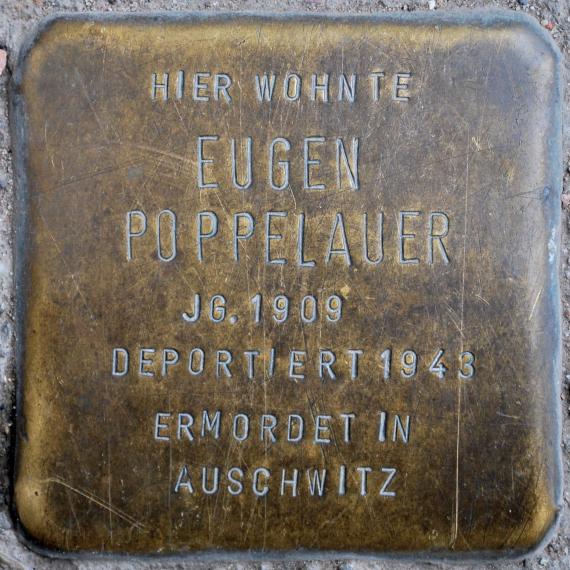 HIER WOHNTE
EUGEN
POPPELAUER
JG. 1909
DEPORTIERT 1943
ERMORDET IN
AUSCHWITZ